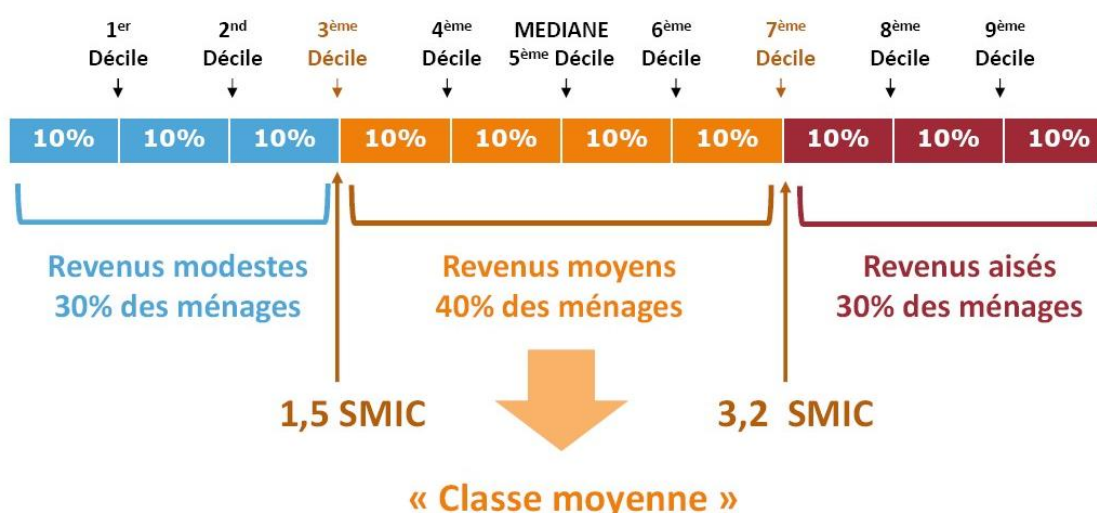 1er 2nd 3ème 4ème MEDIANE 6ème 7ème 8ème 9ème
Décile Décile Décile Décile 5ème Décile Décile Décile Décile Décile
10% 10% 10% 10% 10% 10% 10% 10% 10% 10%
Revenus modestes Revenus moyens Revenus aisés
30% des ménages 40% des ménages 30% des ménages
1,5 SMIC 3,2 SMIC
« Classe moyenne »